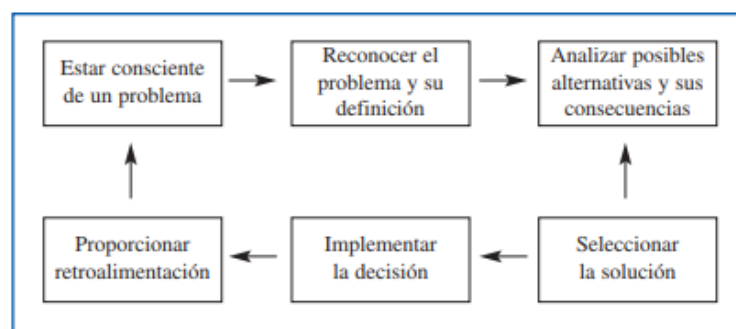 Estar consciente
de un problema
Reconocer el
problema y su
definición
Analizar posibles
alternativas y sus
consecuencias
Proporcionar
retroalimentación
Implementar
la decisión
Seleccionar
la solución